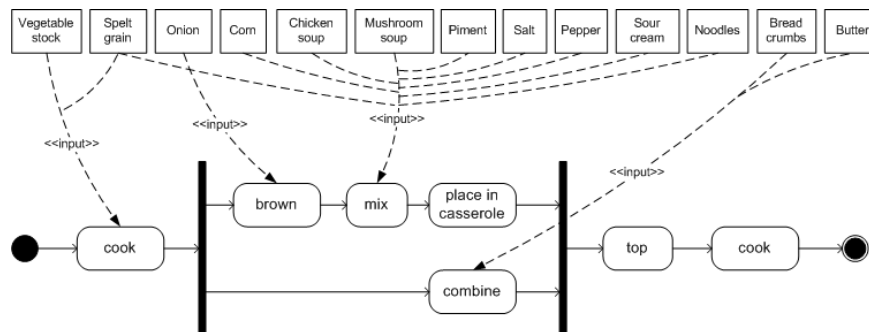 Vegetable
stock
Spelt
grain
Onion
Corn
Chicken
soup
Mushroom
soup
Piment
Salt
Pepper
Sour
cream
Noodles
Bread
crumbs
Butter
<<input>>
<<input>>
<<input>>
<<input>>
brown
mix
place in
casserole
cook
top
cook
combine